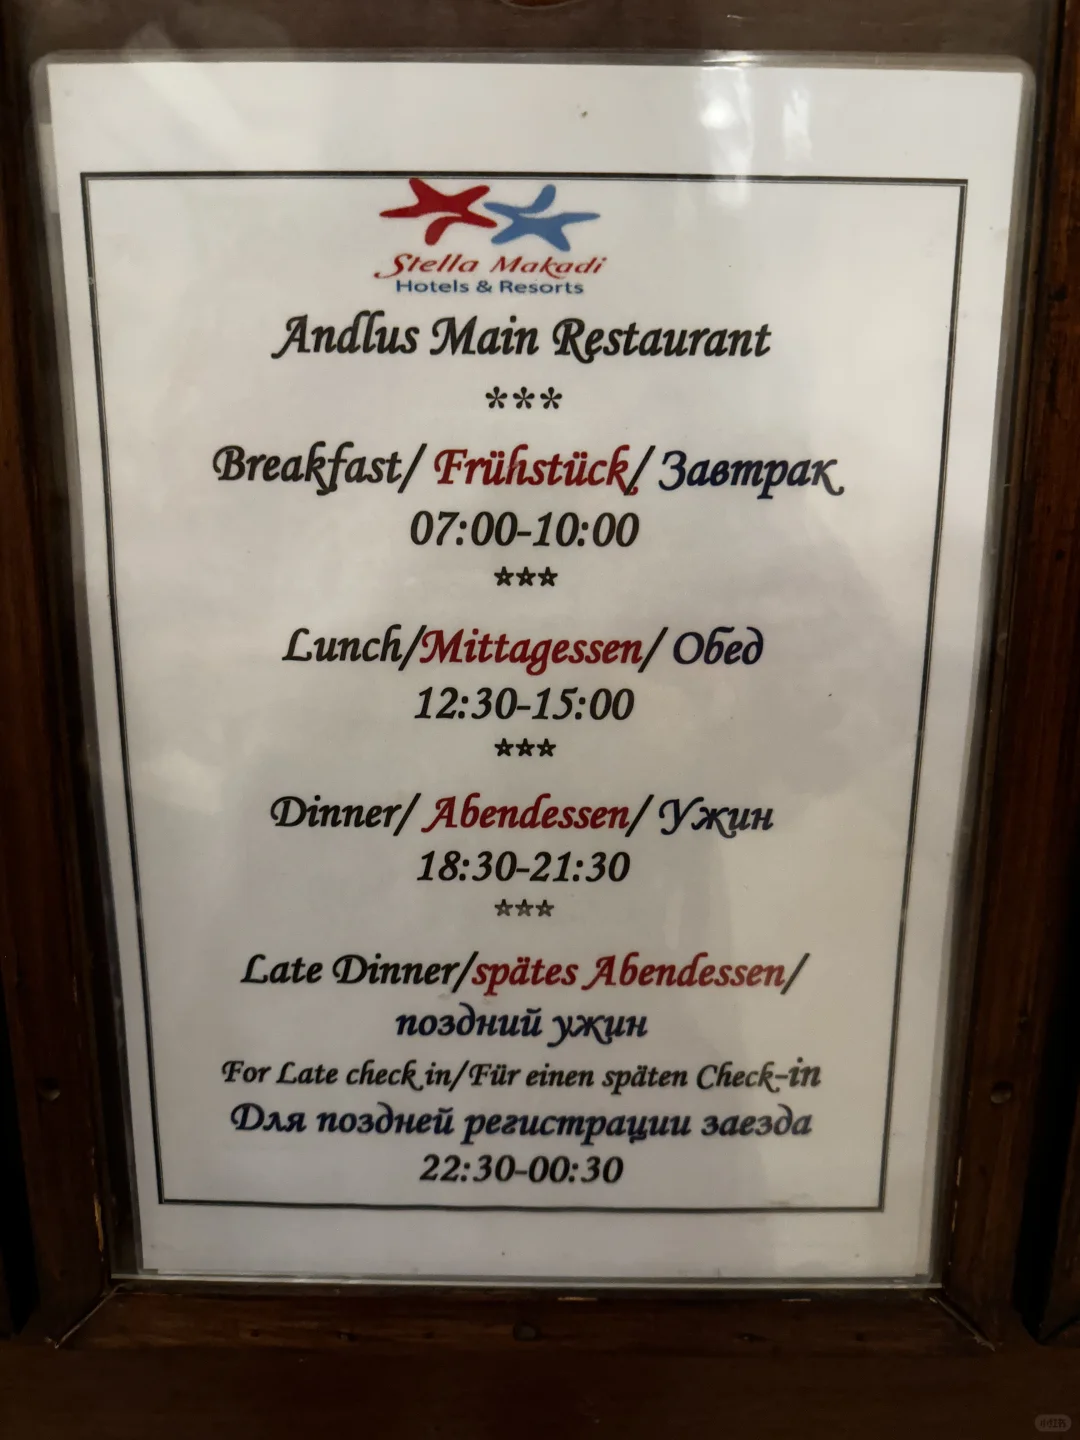 Stella Makadi
Hotels & Resorts
Andlus Main Restaurant
***
Breakfast/ Frühstück/ Завтрак
07:00-10:00
☆☆☆
Lunch/Mittagessen/ Обед
12:30-15:00
☆☆☆
Dinner/ Abendessen/ Ужин
18:30-21:30
☆☆☆
Late Dinner/spätes Abendessen/
поздний ужин
For Late check in/Für einen späten Check-in
Для поздней регистрации заезда
22:30-00:30